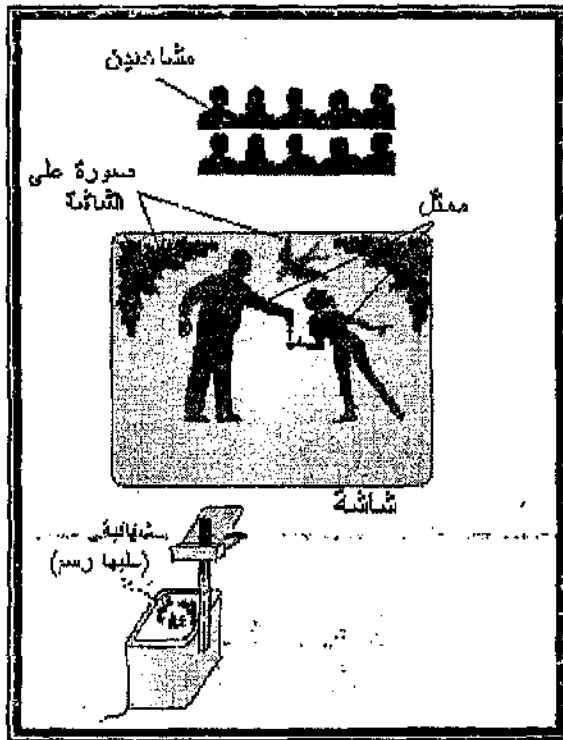 مشاهدين
صورة على
الشاشة
ممثل
شاشة
(عليها رسم)